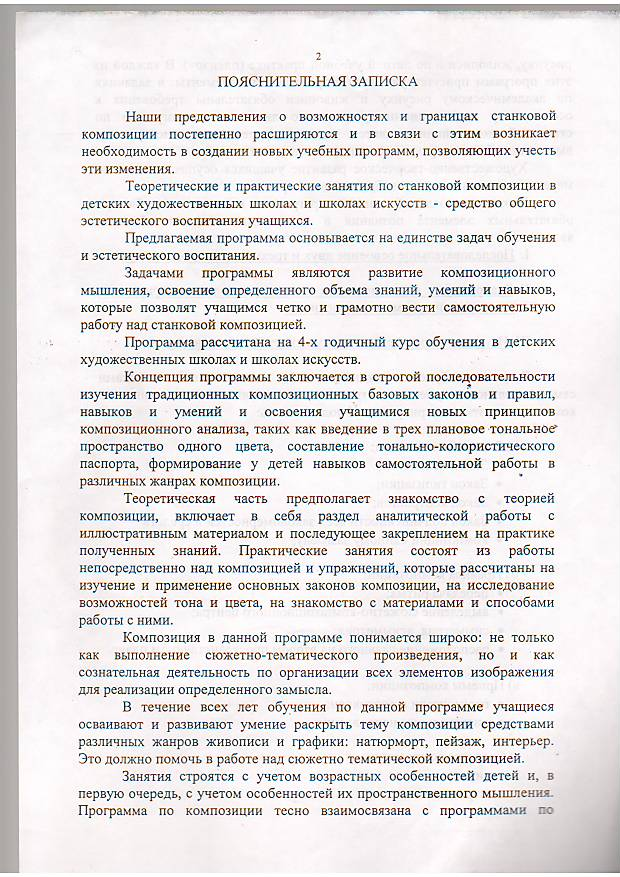 2
ПОЯСНИТЕЛЬНАЯ ЗАПИСКА
Наши представления о возможностях и границах станковой
композиции постепенно расширяются и в связи с этим возникает
необходимость в создании новых учебных программ, позволяющих учесть
эти изменения.
Теоретические и практические занятия по станковой композиции в
детских художественных школах и школах искусств - средство общего
эстетического воспитания учащихся.
Предлагаемая программа основывается на единстве задач обучения
и эстетического воспитания.
Задачами программы являются развитие композиционного
мышления, освоение определенного объема знаний, умений и навыков,
которые позволят учащимся четко и грамотно вести самостоятельную
работу над станковой композицией.
Программа рассчитана на 4-х годичный курс обучения в детских
художественных школах и школах искусств.
Концепция программы заключается в строгой последовательности
изучения традиционных композиционных базовых законов и правил,
навыков и умений и освоения учащимися новых принципов
композиционного анализа, таких как введение в трех плановое тональное
пространство одного цвета, составление тонально-колористического
паспорта, формирование у детей навыков самостоятельной работы в
различных жанрах композиции.
Теоретическая часть предполагает знакомство с теорией
композиции, включает в себя раздел аналитической работы с
иллюстративным материалом и последующее закреплением на практике
полученных знаний. Практические занятия состоят из работы
непосредственно над композицией и упражнений, которые рассчитаны на
изучение и применение основных законов композиции, на исследование
возможностей тона и цвета, на знакомство с материалами и способами
работы с ними.
Композиция в данной программе понимается широко: не только
как выполнение сюжетно-тематического произведения, но и как
сознательная деятельность по организации всех элементов изображения
для реализации определенного замысла.
В течение всех лет обучения по данной программе учащиеся
осваивают и развивают умение раскрыть тему композиции средствами
различных жанров живописи и графики: натюрморт, пейзаж, интерьер.
Это должно помочь в работе над сюжетно тематической композицией.
Занятия строятся с учетом возрастных особенностей детей и, в
первую очередь, с учетом особенностей их пространственного мышления.
Программа по композиции тесно взаимосвязана с программами по